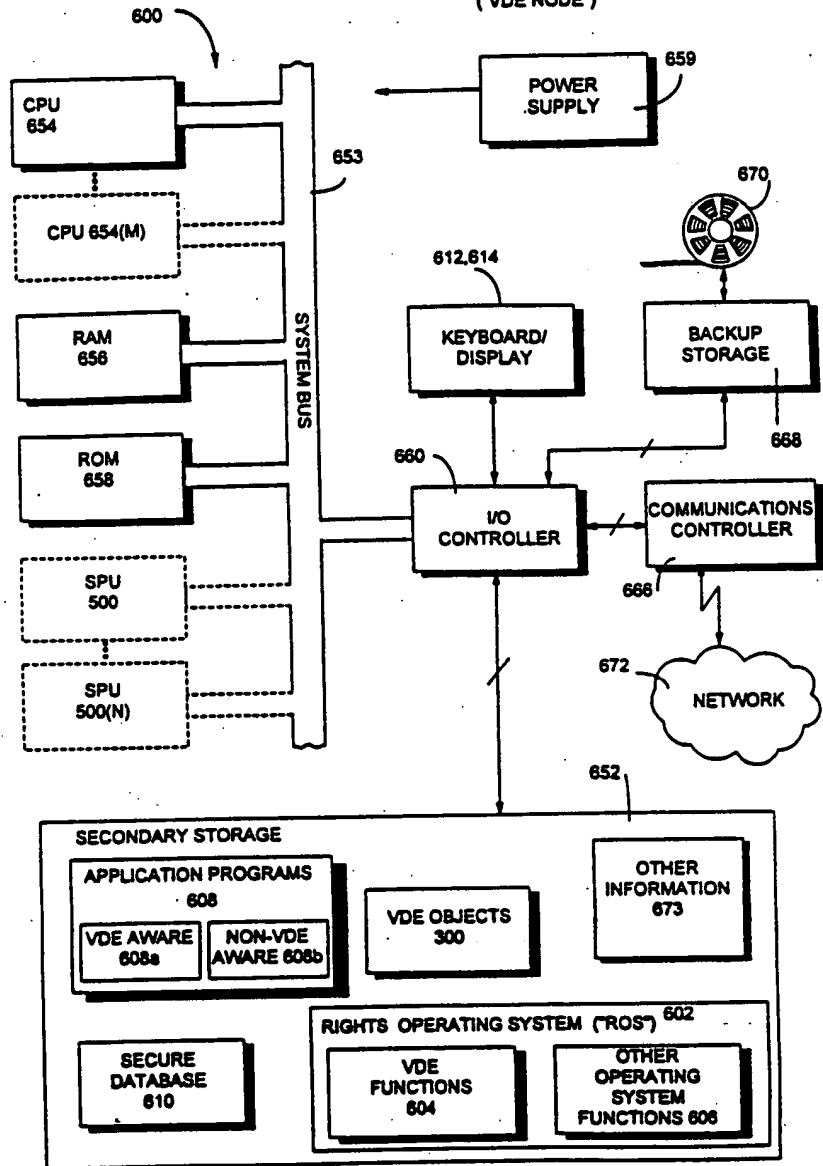 ( VDE NODE )
600
CPU
654
CPU 654(M)
RAM
656
ROM
658
SPU
500
SPU
500(N)
653
SYSTEM BUS
POWER
SUPPLY
659
670
612,614
KEYBOARD/
DISPLAY
BACKUP
STORAGE
668
660
I/O
CONTROLLER
COMMUNICATIONS
CONTROLLER
666
672
NETWORK
652
SECONDARY STORAGE
APPLICATION PROGRAMS
608
VDE AWARE
608a
NON-VDE
AWARE 608b
VDE OBJECTS
300
OTHER
INFORMATION
673
SECURE
DATABASE
610
RIGHTS OPERATING SYSTEM ("ROS") 602
VDE
FUNCTIONS
604
OTHER
OPERATING
SYSTEM
FUNCTIONS 606